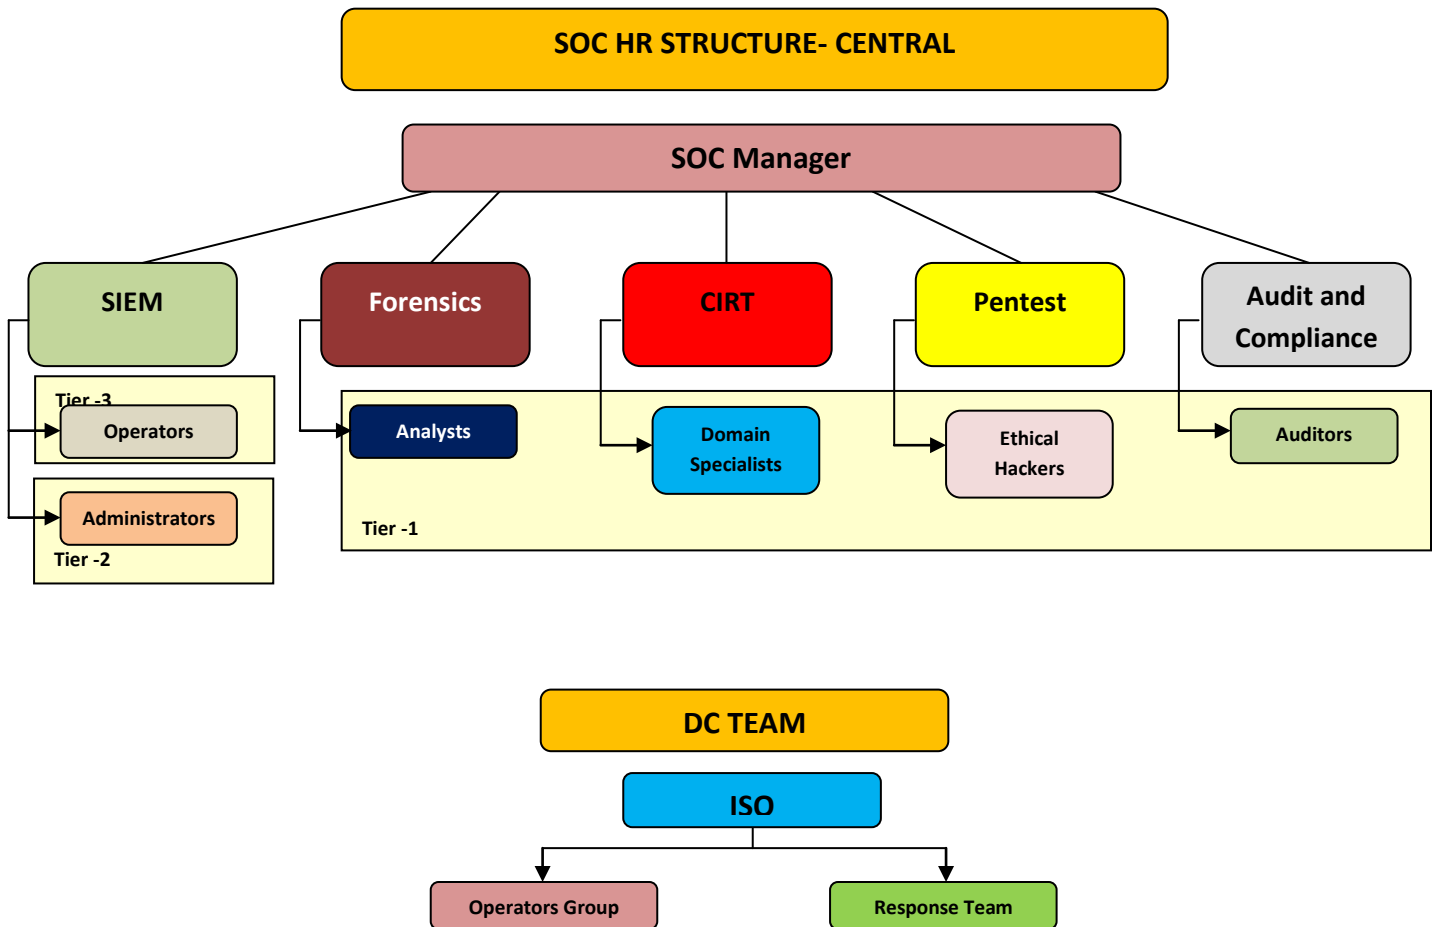 SOC HR STRUCTURE- CENTRAL
SOC Manager
SIEM
Forensics
CIRT
Pentest
Audit and
Compliance
Tier -3
Operators
Analysts
Domain
Specialists
Ethical
Hackers
Auditors
Administrators
Tier -2
Tier -1
DC TEAM
ISO
Operators Group
Response Team